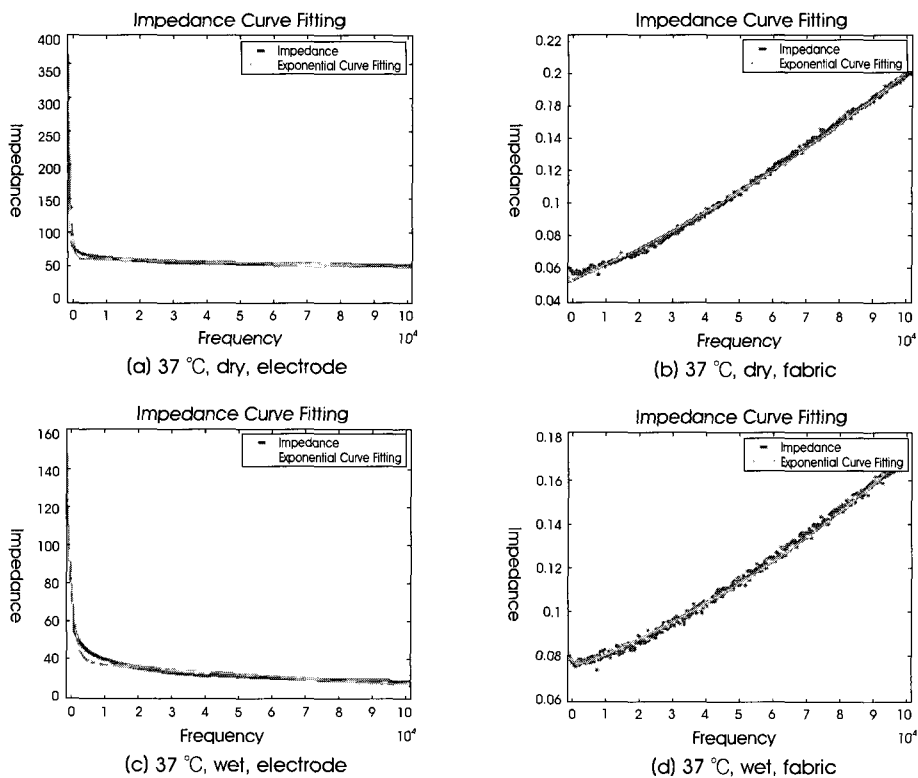 Impedance Curve Fitting
400
350
300
250
200
150
100
50
0
Impedance
Impedance
Exponential Curve Fitting
0 1 2 3 4 5 6 7 8 9 10
Frequency
10⁴
(a) 37 ℃, dry, electrode
Impedance Curve Fitting
0.22
0.2
0.18
0.16
0.14
0.12
0.1
0.08
0.06
0.04
Impedance
Impedance
Exponential Curve Fitting
0 1 2 3 4 5 6 7 8 9 10
Frequency
10⁴
(b) 37 ℃, dry, fabric
Impedance Curve Fitting
160
140
120
100
80
60
40
20
0
Impedance
Impedance
Exponential Curve Fitting
0 1 2 3 4 5 6 7 8 9 10
Frequency
10⁴
(c) 37 ℃, wet, electrode
Impedance Curve Fitting
0.18
0.16
0.14
0.12
0.1
0.08
0.06
Impedance
Impedance
Exponential Curve Fitting
0 1 2 3 4 5 6 7 8 9 10
Frequency
10⁴
(d) 37 ℃, wet, fabric